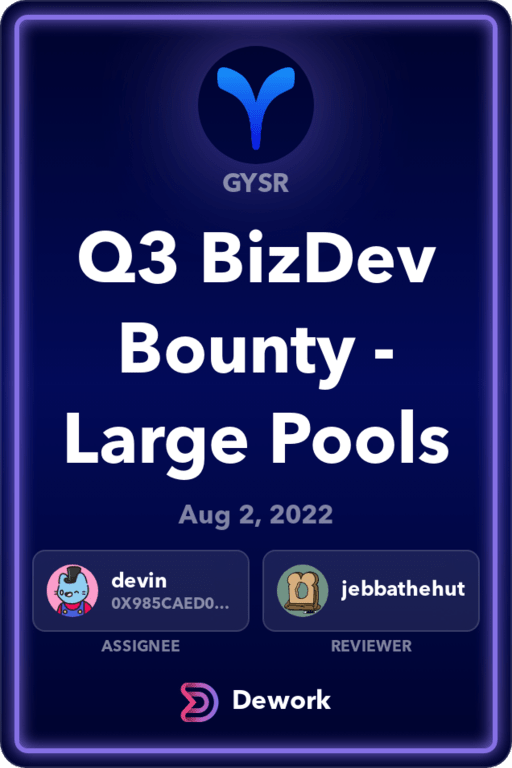 GYSR
Q3 BizDev
Bounty -
Large Pools
Aug 2, 2022
devin
0X985CAED0...
jebbathehut
ASSIGNEE
REVIEWER
Dework